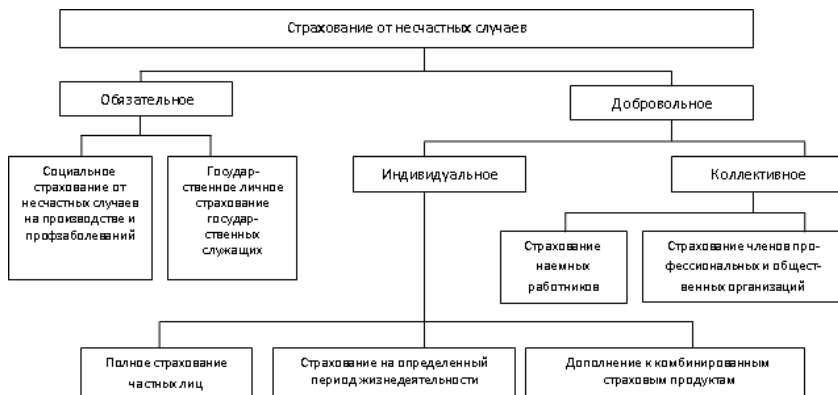 Страхование от несчастных случаев
Обязательное
Добровольное
Социальное
страхование от
несчастных случаев
на производстве и
профзаболеваний
Государ-
ственное личное
страхование
государ-
ственных
служащих
Индивидуальное
Коллективное
Страхование
наемных
работников
Страхование членов про-
фессиональных и общест-
венных организаций
Полное страхование
частных лиц
Страхование на определенный
период жизнедеятельности
Дополнение к комбинированным
страховым продуктам